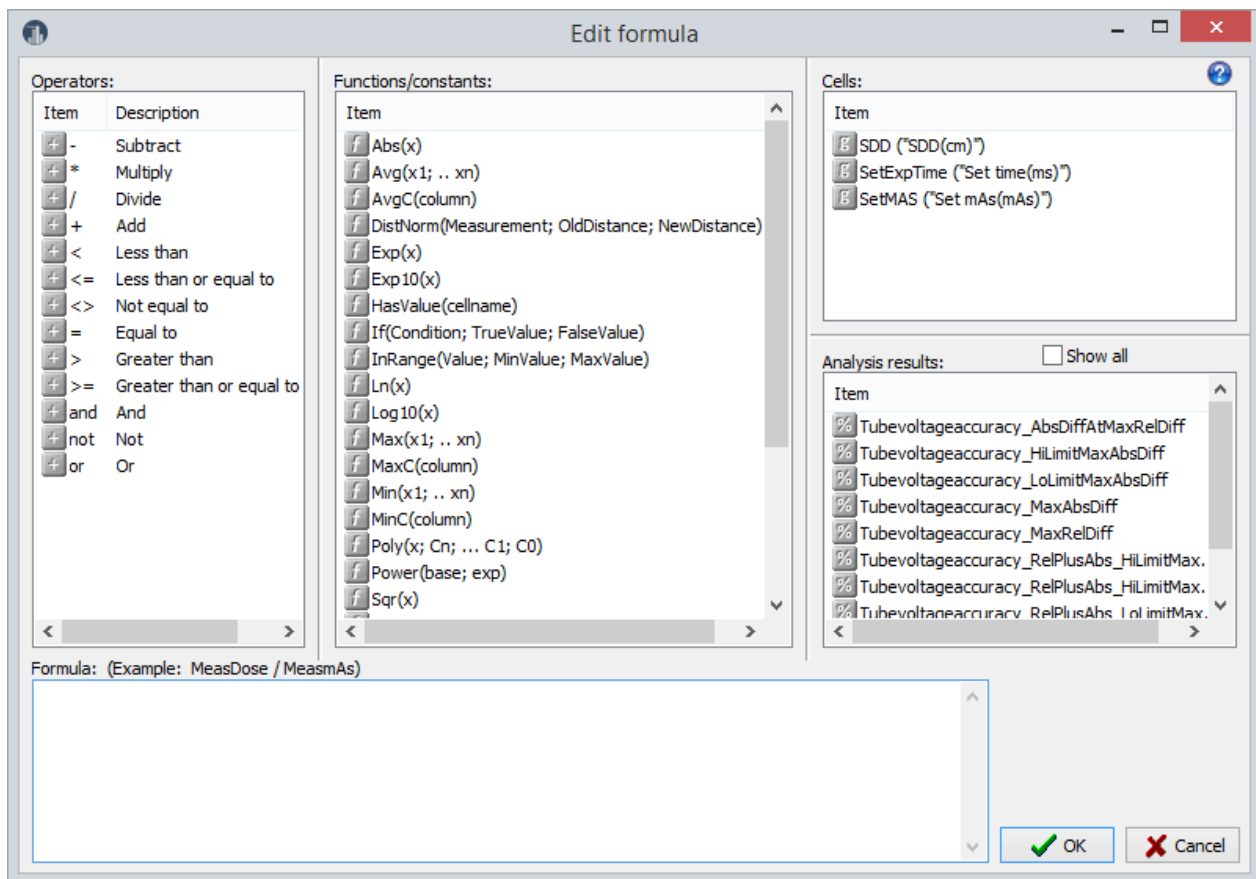 Edit formula
Operators:
Item Description
- Subtract
* Multiply
/ Divide
+ Add
< Less than
<= Less than or equal to
<> Not equal to
= Equal to
> Greater than
>= Greater than or equal to
and And
not Not
or Or
Functions/constants:
Item
Abs(x)
Avg(x1; .. xn)
AvgC(column)
DistNorm(Measurement; OldDistance; NewDistance)
Exp(x)
Exp10(x)
HasValue(cellname)
If(Condition; TrueValue; FalseValue)
InRange(Value; MinValue; MaxValue)
Ln(x)
Log10(x)
Max(x1; .. xn)
MaxC(column)
Min(x1; .. xn)
MinC(column)
Poly(x; Cn; ... C1; C0)
Power(base; exp)
Sqr(x)
Cells:
Item
SDD ("SDD(cm)")
SetExpTime ("Set time(ms)")
SetMAS ("Set mAs(mAs)")
Analysis results:
Show all
Item
Tubevoltageaccuracy_AbsDiffAtMaxRelDiff
Tubevoltageaccuracy_HiLimitMaxAbsDiff
Tubevoltageaccuracy_LoLimitMaxAbsDiff
Tubevoltageaccuracy_MaxAbsDiff
Tubevoltageaccuracy_MaxRelDiff
Tubevoltageaccuracy_RelPlusAbs_HiLimitMax.
Tubevoltageaccuracy_RelPlusAbs_HiLimitMax.
Tubevoltageaccuracy_RelPlusAbs_LoLimitMax.
Formula: (Example: MeasDose / MeasmAs)
OK
Cancel